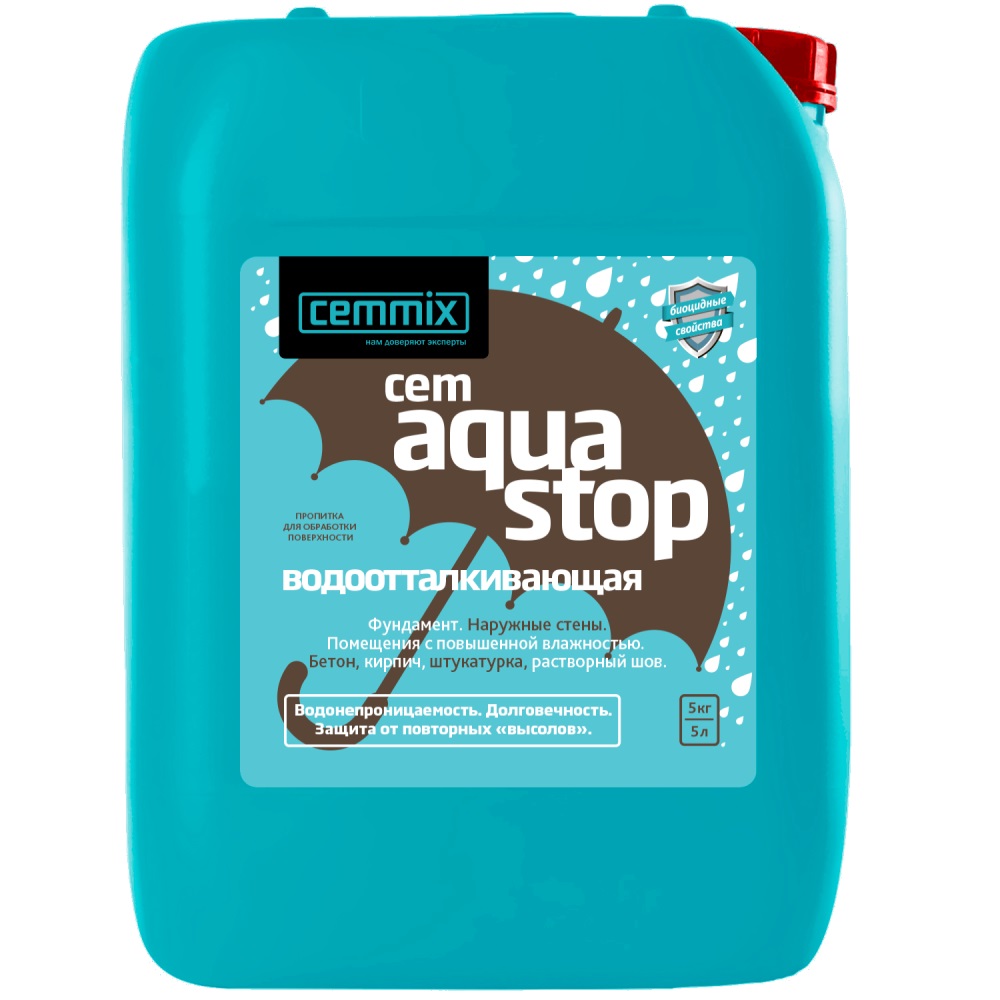 cemmix
нам доверяют эксперты
биоцидные
свойства
cem
aqua
stop
ПРОПИТКА
ДЛЯ ОБРАБОТКИ
ПОВЕРХНОСТИ
водоотталкивающая
Фундамент. Наружные стены.
Помещения с повышенной влажностью.
Бетон, кирпич, штукатурка, растворный шов.
Водонепроницаемость. Долговечность.
Защита от повторных «высолов».
5кг
5л